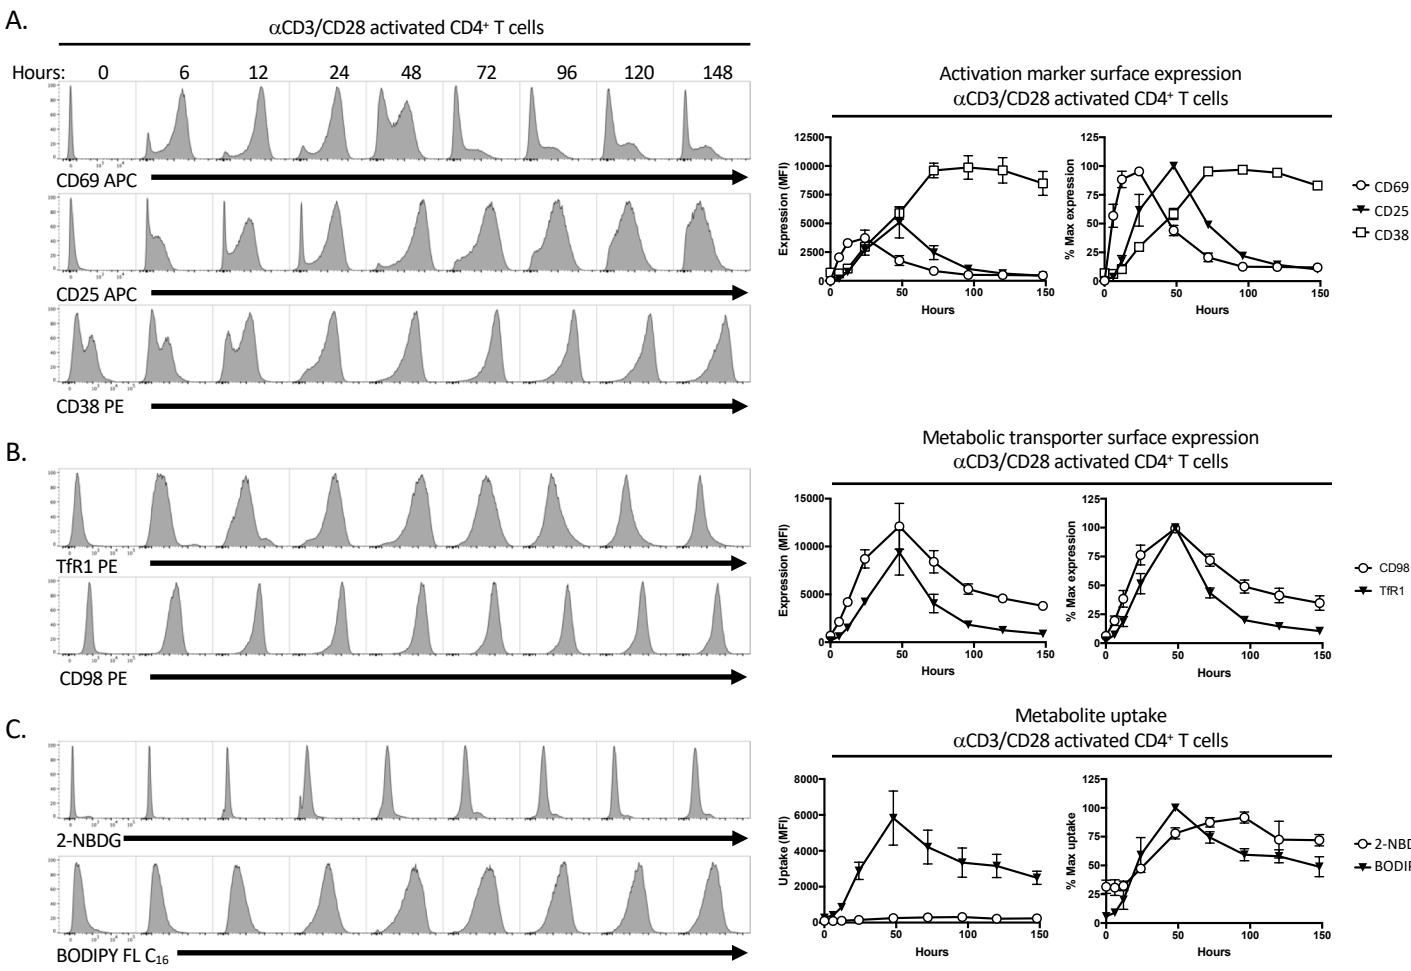 A.
αCD3/CD28 activated CD4⁺ T cells
Hours: 0 6 12 24 48 72 96 120 148
CD69 APC
CD25 APC
CD38 PE
Activation marker surface expression
αCD3/CD28 activated CD4⁺ T cells
12500
10000
7500
5000
2500
0
Expression (MFI)
0 50 100 150
Hours
125
100
75
50
25
0
% Max expression
0 50 100 150
Hours
CD69
CD25
CD38
B.
TfR1 PE
CD98 PE
Metabolic transporter surface expression
αCD3/CD28 activated CD4⁺ T cells
15000
10000
5000
0
Expression (MFI)
0 50 100 150
Hours
125
100
75
50
25
0
% Max expression
0 50 100 150
Hours
CD98
TfR1
C.
2-NBDG
BODIPY FL C₁₆
Metabolite uptake
αCD3/CD28 activated CD4⁺ T cells
8000
6000
4000
2000
0
Uptake (MFI)
0 50 100 150
Hours
125
100
75
50
25
0
% Max uptake
0 50 100 150
Hours
2-NBD
BODIP